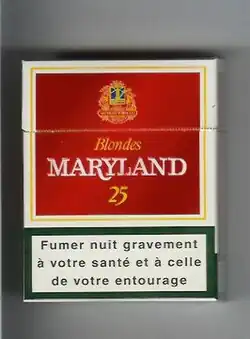 Blondes
MARYLAND
25
Fumer nuit gravement
à votre santé et à celle
de votre entourage